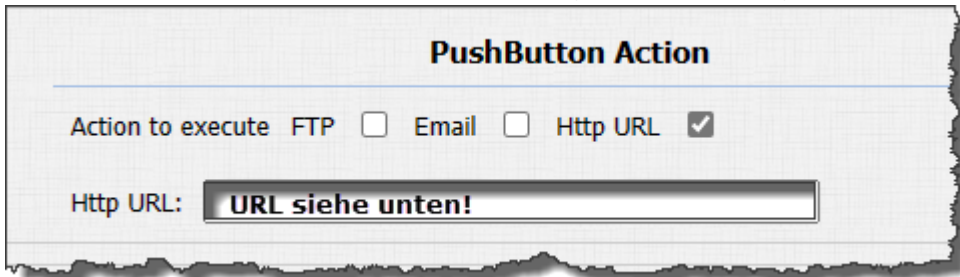 PushButton Action
Action to execute FTP Email Http URL
Http URL: URL siehe unten!